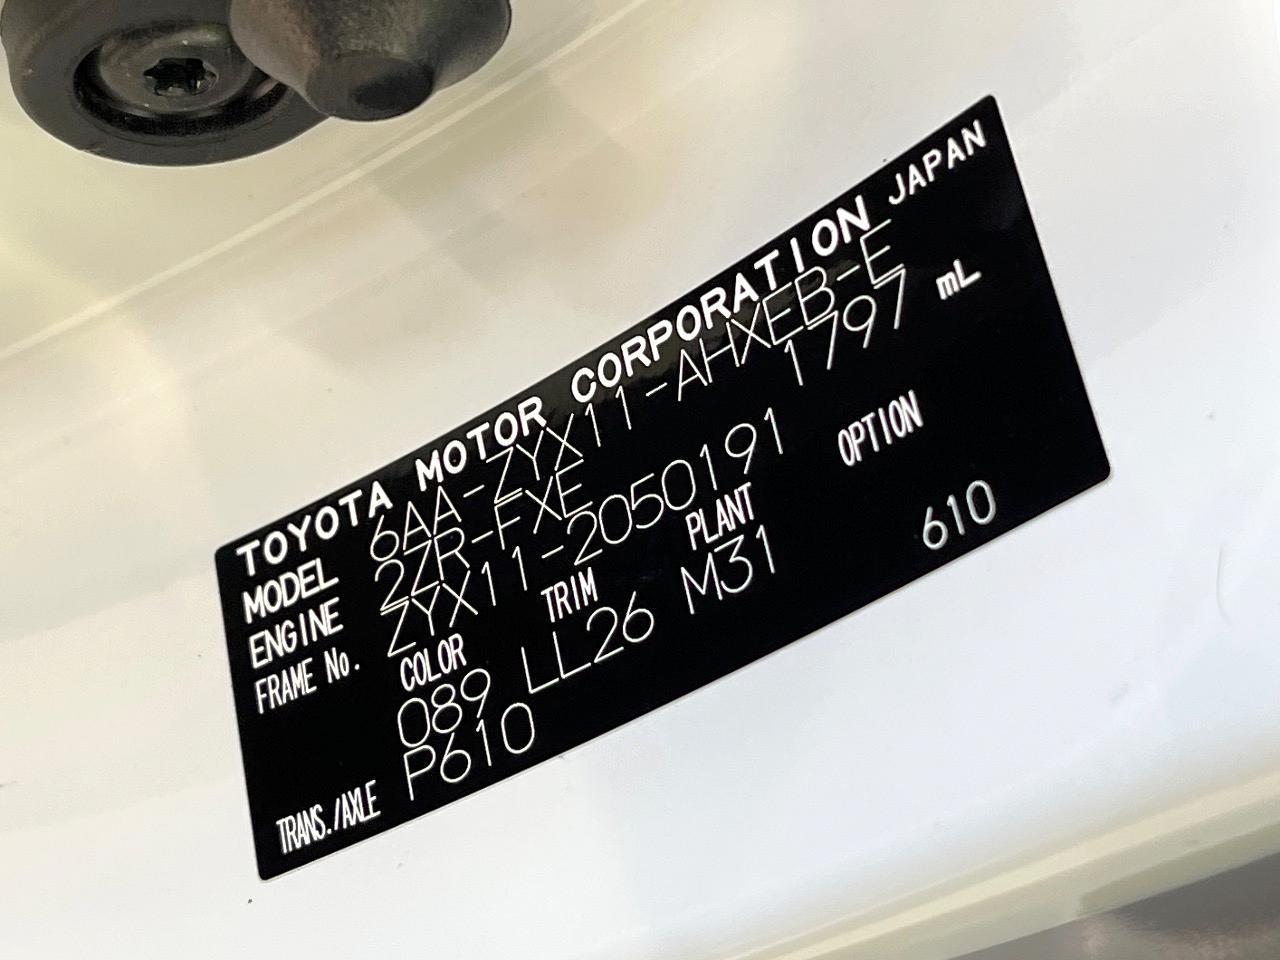 TOYOTA MOTOR CORPORATION JAPAN
MODEL 6AA-ZYX11-AHXEB-E
ENGINE 2ZR-FXE 1797 mL
FRAME No. ZYX11-2050191
COLOR TRIM PLANT OPTION
089 LL26 M31 610
TRANS./AXLE P610